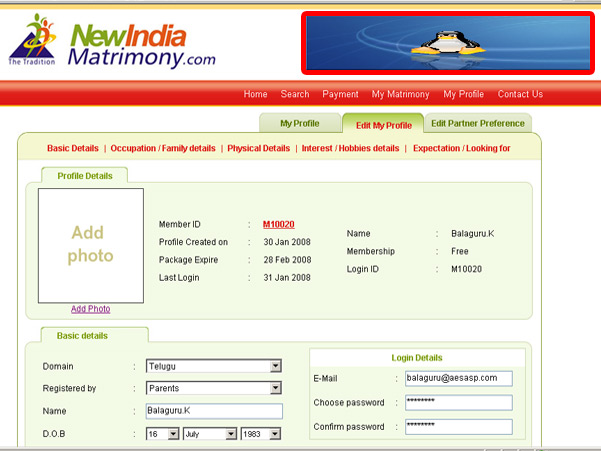 NewIndia
Matrimony.com
The Tradition
Home Search Payment My Matrimony My Profile Contact Us
My Profile Edit My Profile Edit Partner Preference
Basic Details | Occupation / Family details | Physical Details | Interest / Hobbies details | Expectation / Looking for
Profile Details
Add
photo
Add Photo
Member ID : M10020
Profile Created on : 30 Jan 2008
Package Expire : 28 Feb 2008
Last Login : 31 Jan 2008
Name : Balaguru.K
Membership : Free
Login ID : M10020
Basic details
Domain : Telugu
Registered by : Parents
Name : Balaguru.K
D.O.B : 16 July 1983
Login Details
E-Mail : balaguru@aesasp.com
Choose password : ********
Confirm password : ********